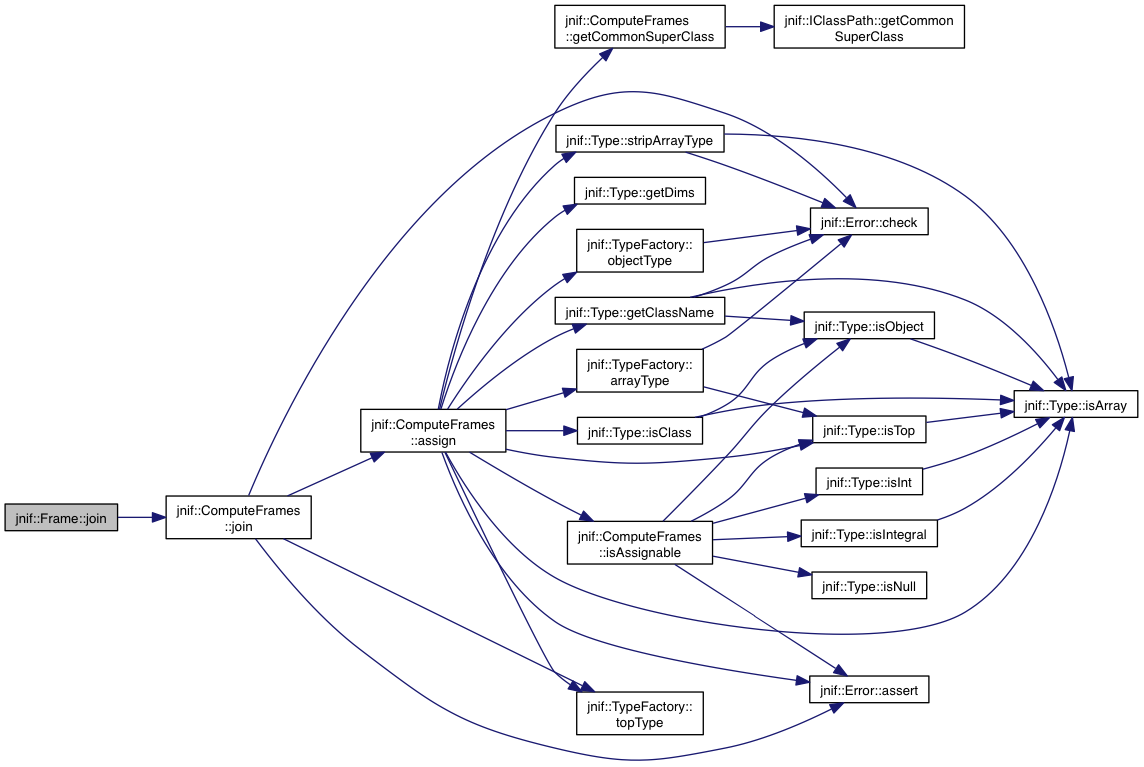 jnif::Frame::join
jnif::ComputeFrames
::join
jnif::ComputeFrames
::assign
jnif::ComputeFrames
::getCommonSuperClass
jnif::IClassPath::getCommon
SuperClass
jnif::Type::stripArrayType
jnif::Type::getDims
jnif::TypeFactory::
objectType
jnif::Type::getClassName
jnif::TypeFactory::
arrayType
jnif::Type::isClass
jnif::ComputeFrames
::isAssignable
jnif::TypeFactory::
topType
jnif::Error::check
jnif::Type::isObject
jnif::Type::isTop
jnif::Type::isInt
jnif::Type::isIntegral
jnif::Type::isNull
jnif::Error::assert
jnif::Type::isArray